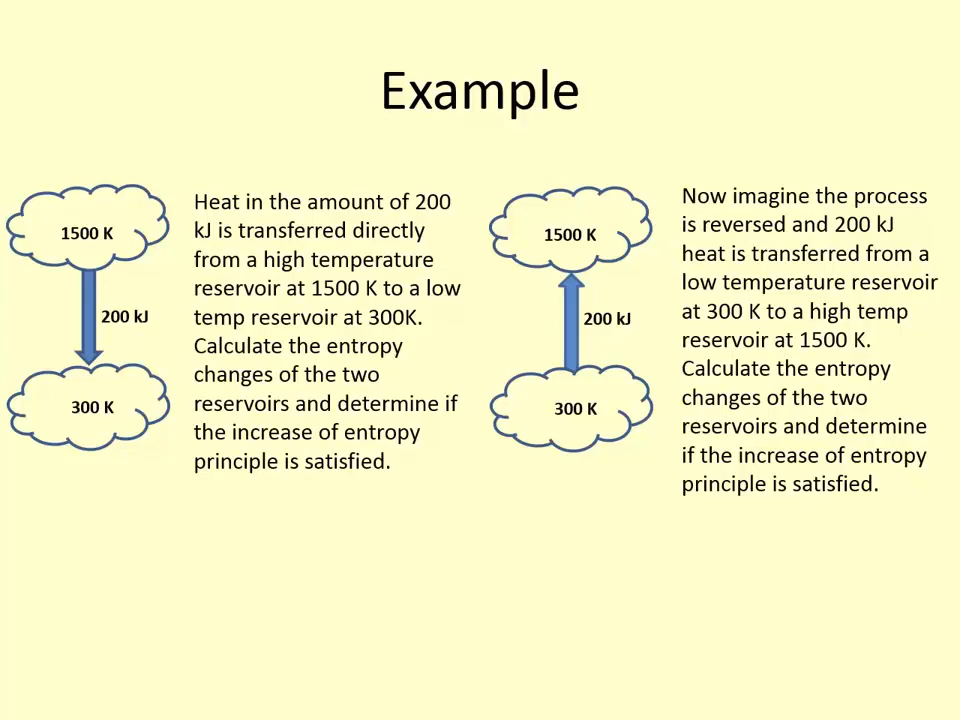 Example
1500 K
200 kJ
300 K
Heat in the amount of 200
kJ is transferred directly
from a high temperature
reservoir at 1500 K to a low
temp reservoir at 300K.
Calculate the entropy
changes of the two
reservoirs and determine if
the increase of entropy
principle is satisfied.
1500 K
200 kJ
300 K
Now imagine the process
is reversed and 200 kJ
heat is transferred from a
low temperature reservoir
at 300 K to a high temp
reservoir at 1500 K.
Calculate the entropy
changes of the two
reservoirs and determine
if the increase of entropy
principle is satisfied.